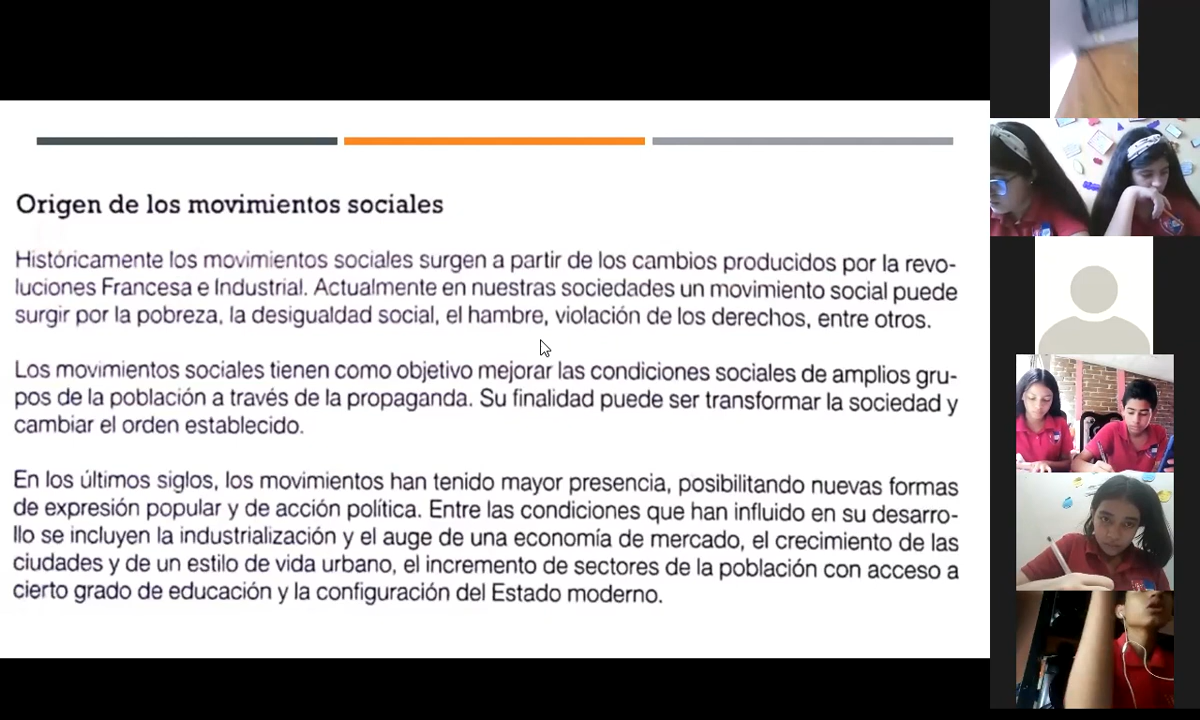 Origen de los movimientos sociales
Históricamente los movimientos sociales surgen a partir de los cambios producidos por la revo-
luciones Francesa e Industrial. Actualmente en nuestras sociedades un movimiento social puede
surgir por la pobreza, la desigualdad social, el hambre, violación de los derechos, entre otros.
Los movimientos sociales tienen como objetivo mejorar las condiciones sociales de amplios gru-
pos de la población a través de la propaganda. Su finalidad puede ser transformar la sociedad y
cambiar el orden establecido.
En los últimos siglos, los movimientos han tenido mayor presencia, posibilitando nuevas formas
de expresión popular y de acción política. Entre las condiciones que han influido en su desarro-
llo se incluyen la industrialización y el auge de una economía de mercado, el crecimiento de las
ciudades y de un estilo de vida urbano, el incremento de sectores de la población con acceso a
cierto grado de educación y la configuración del Estado moderno.